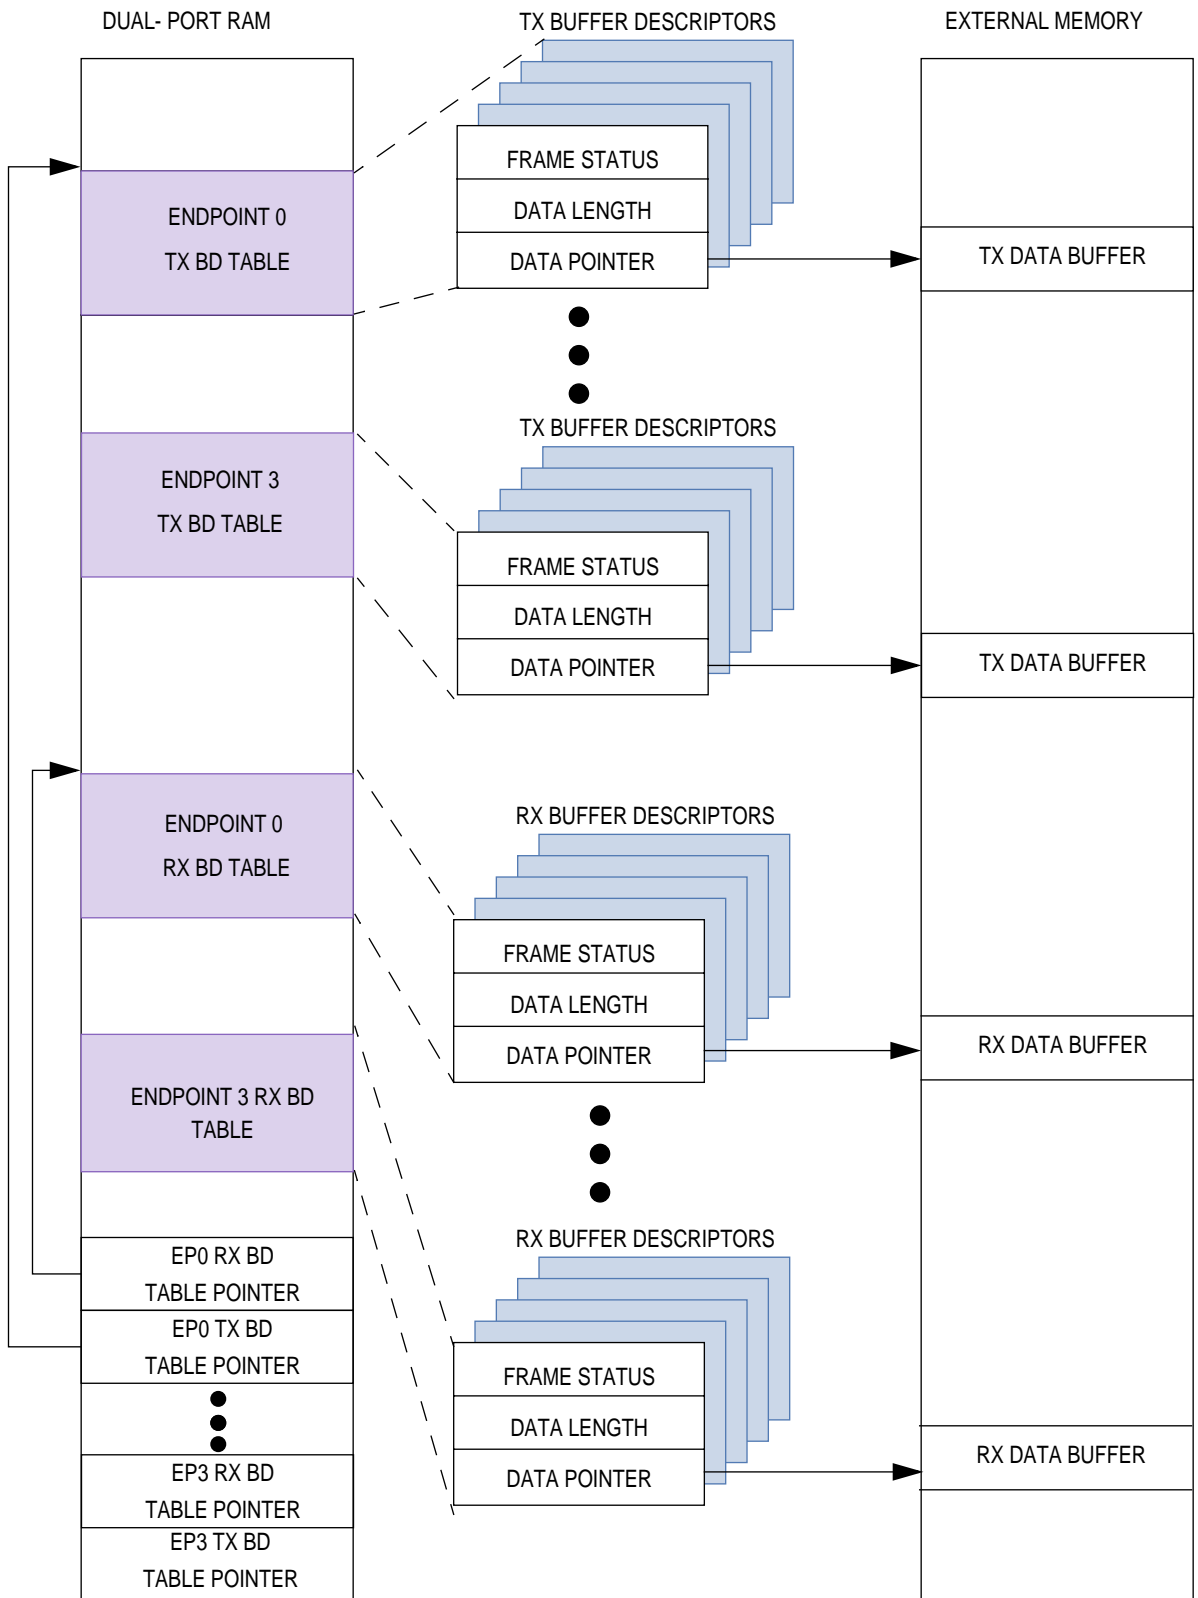 DUAL- PORT RAM
TX BUFFER DESCRIPTORS
EXTERNAL MEMORY
ENDPOINT 0
TX BD TABLE
FRAME STATUS
DATA LENGTH
DATA POINTER
TX DATA BUFFER
TX BUFFER DESCRIPTORS
ENDPOINT 3
TX BD TABLE
FRAME STATUS
DATA LENGTH
DATA POINTER
TX DATA BUFFER
RX BUFFER DESCRIPTORS
ENDPOINT 0
RX BD TABLE
FRAME STATUS
DATA LENGTH
DATA POINTER
RX DATA BUFFER
ENDPOINT 3 RX BD
TABLE
RX BUFFER DESCRIPTORS
EP0 RX BD
TABLE POINTER
EP0 TX BD
TABLE POINTER
FRAME STATUS
DATA LENGTH
DATA POINTER
RX DATA BUFFER
EP3 RX BD
TABLE POINTER
EP3 TX BD
TABLE POINTER